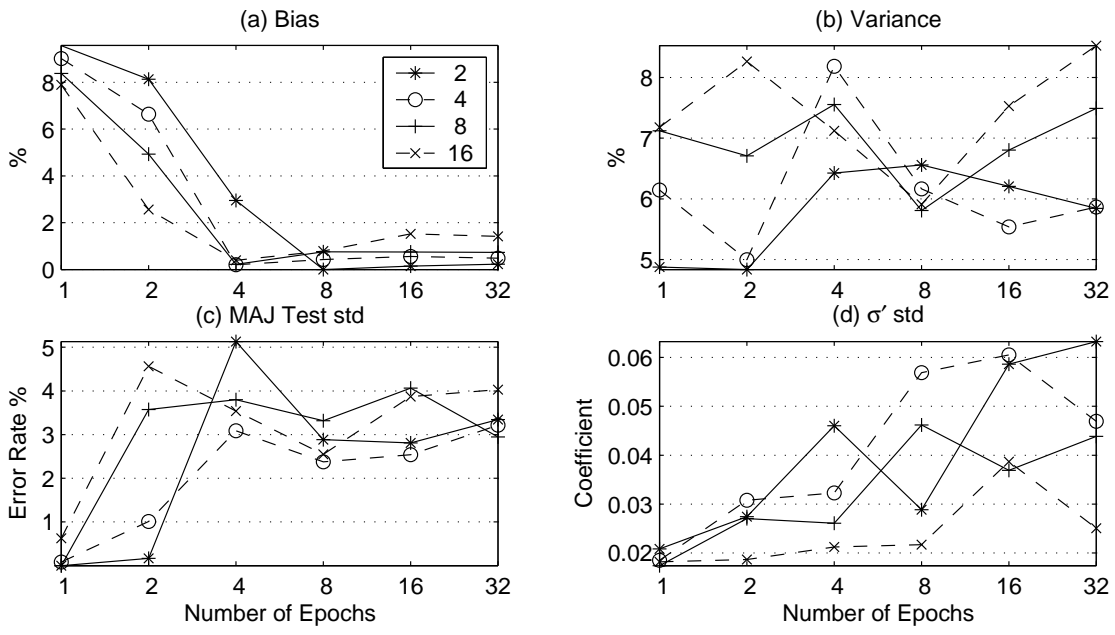 (a) Bias
%
8
6
4
2
0
1 2 4 8 16 32
2
4
8
16
(b) Variance
%
8
7
6
5
1 2 4 8 16 32
(c) MAJ Test std
Error Rate %
5
4
3
2
1
1 2 4 8 16 32
Number of Epochs
(d) σ′ std
Coefficient
0.06
0.05
0.04
0.03
0.02
1 2 4 8 16 32
Number of Epochs